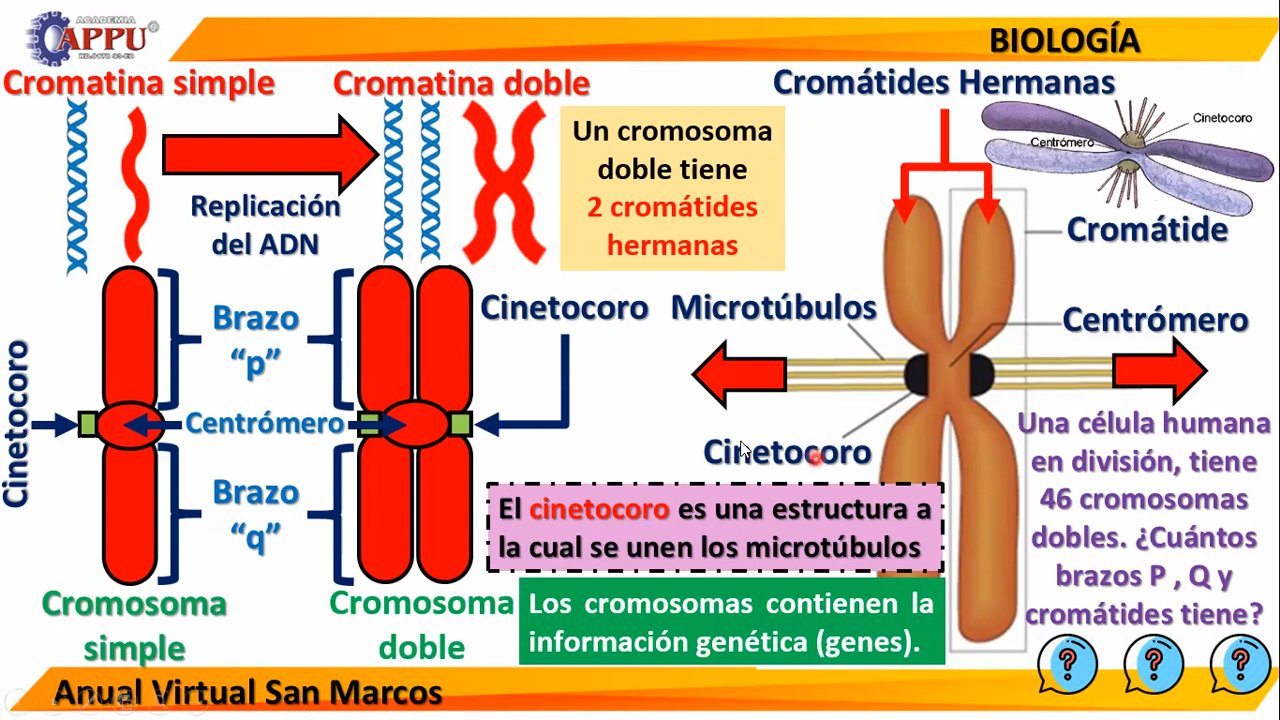 ACADEMIA
APPU
BIOLOGÍA
Cromatina simple
Cromatina doble
Cromátides Hermanas
Un cromosoma
doble tiene
2 cromátides
hermanas
Cinetocoro
Centrómero
Replicación
del ADN
Cromátide
Brazo
“p”
Cinetocoro
Microtúbulos
Centrómero
Cinetocoro
Centrómero
Cinetocoro
Brazo
“q”
El cinetocoro es una estructura a
la cual se unen los microtúbulos
Una célula humana
en división, tiene
46 cromosomas
dobles. ¿Cuántos
brazos P , Q y
cromátides tiene?
Cromosoma
simple
Cromosoma
doble
Los cromosomas contienen la
información genética (genes).
? ? ?
Anual Virtual San Marcos